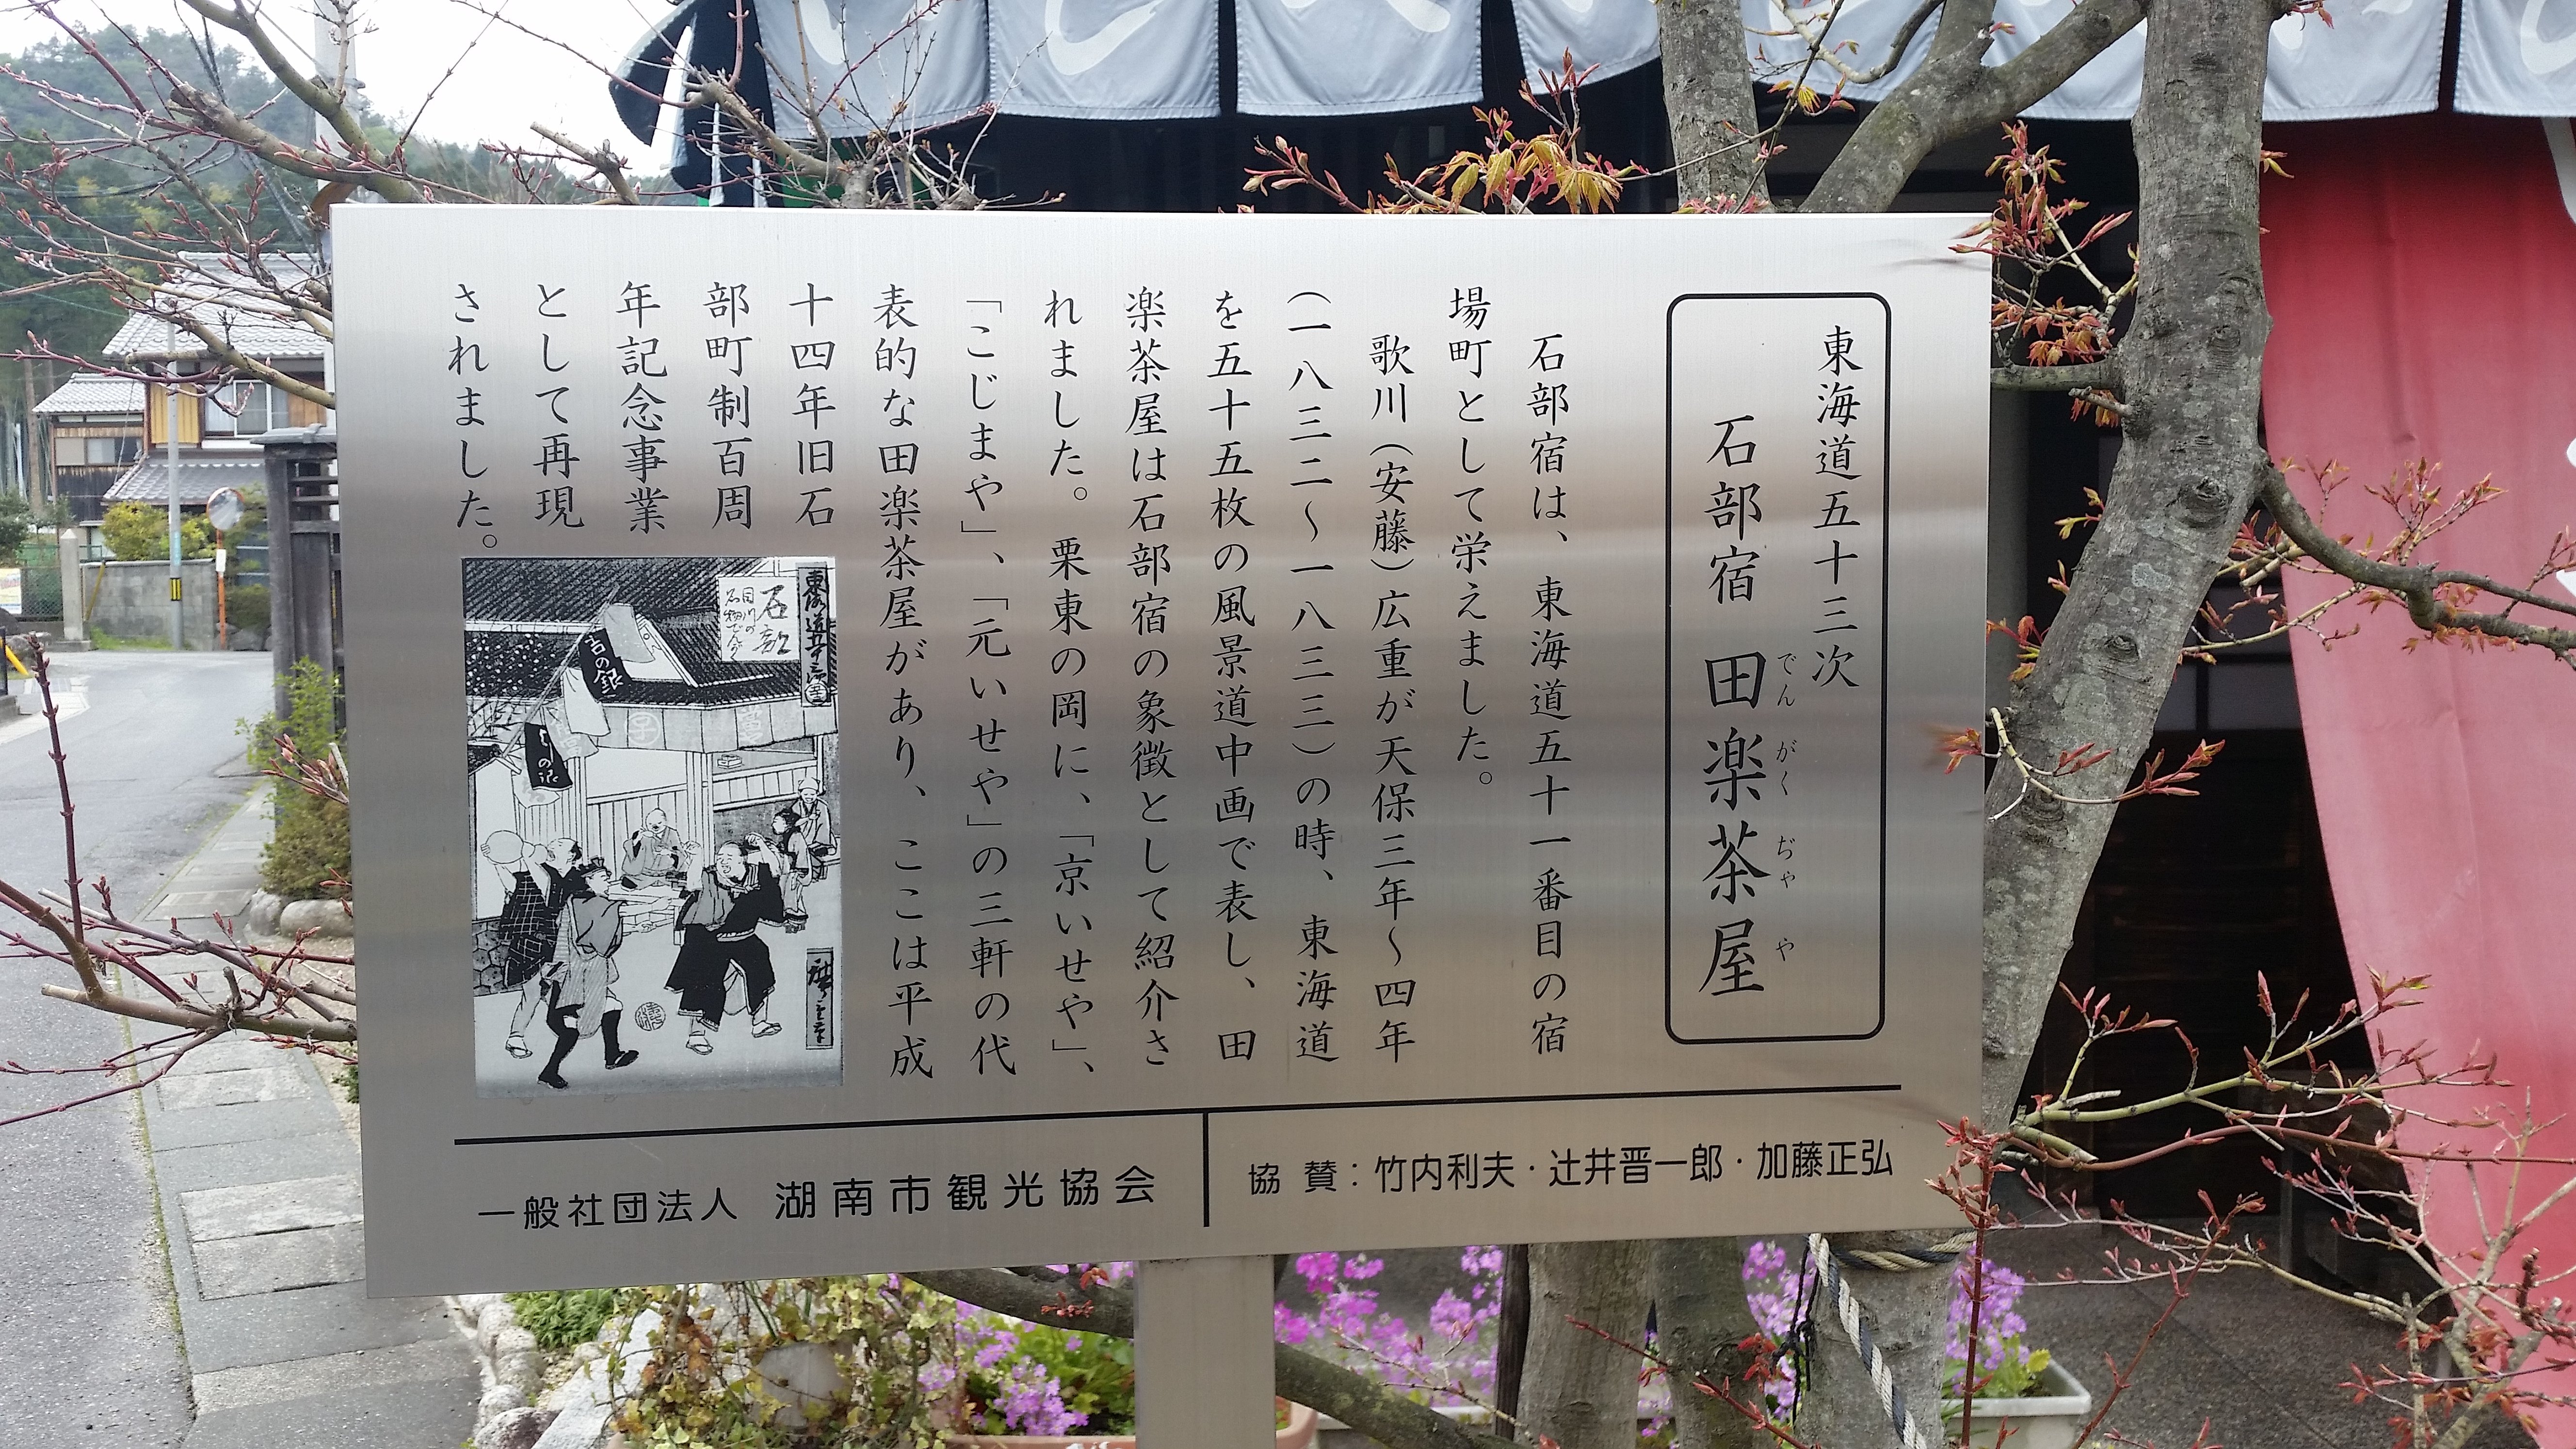 東海道五十三次
石部宿 田楽茶屋
でん がく ぢゃ や
石部宿は、東海道五十一番目の宿
場町として栄えました。
歌川(安藤)広重が天保三年～四年
(一八三二～一八三三)の時、東海道
を五十五枚の風景道中画で表し、田
楽茶屋は石部宿の象徴として紹介さ
れました。栗東の岡に、「京いせや」、
「こじまや」、「元いせや」の三軒の代
表的な田楽茶屋があり、ここは平成
十四年旧石
部町制百周
年記念事業
として再現
されました。
石部
目川の
協 賛：竹内利夫・辻井晋一郎・加藤正弘
一般社団法人 湖南市観光協会